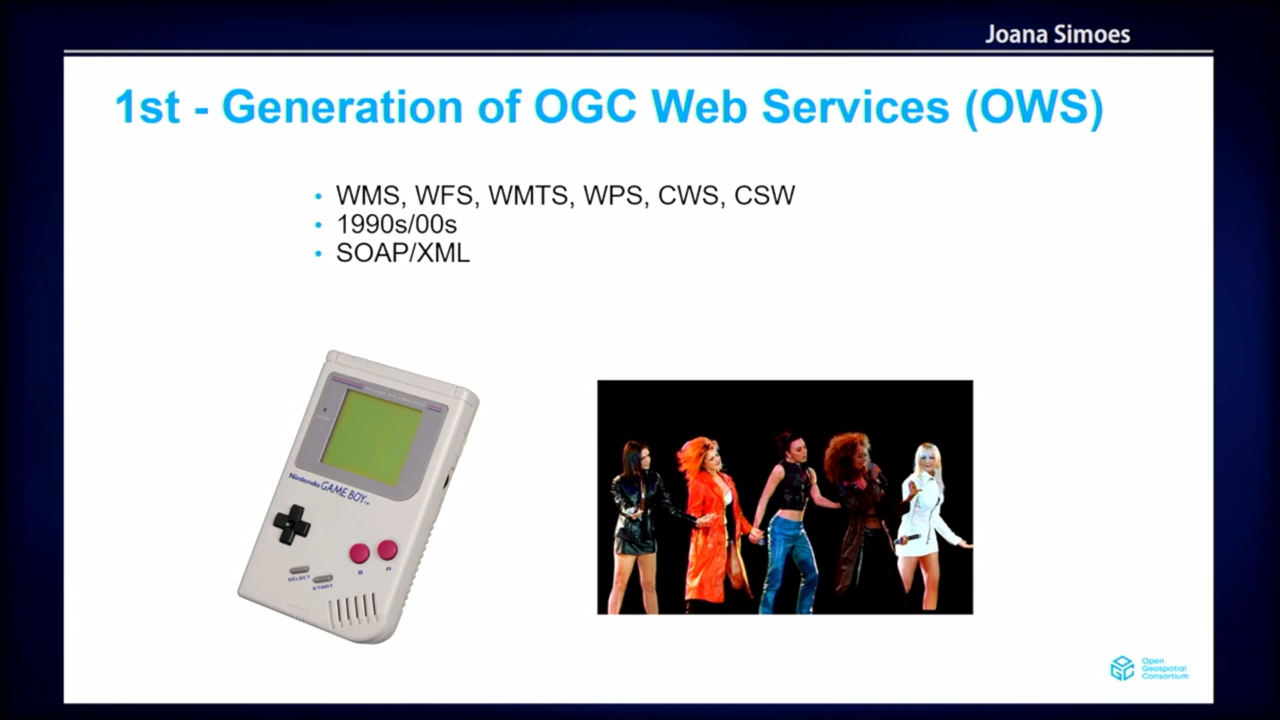 Joana Simoes
1st - Generation of OGC Web Services (OWS)
• WMS, WFS, WMTS, WPS, CWS, CSW
• 1990s/00s
• SOAP/XML
Nintendo GAME BOY™
B A
SELECT
START
Open
Geospatial
Consortium